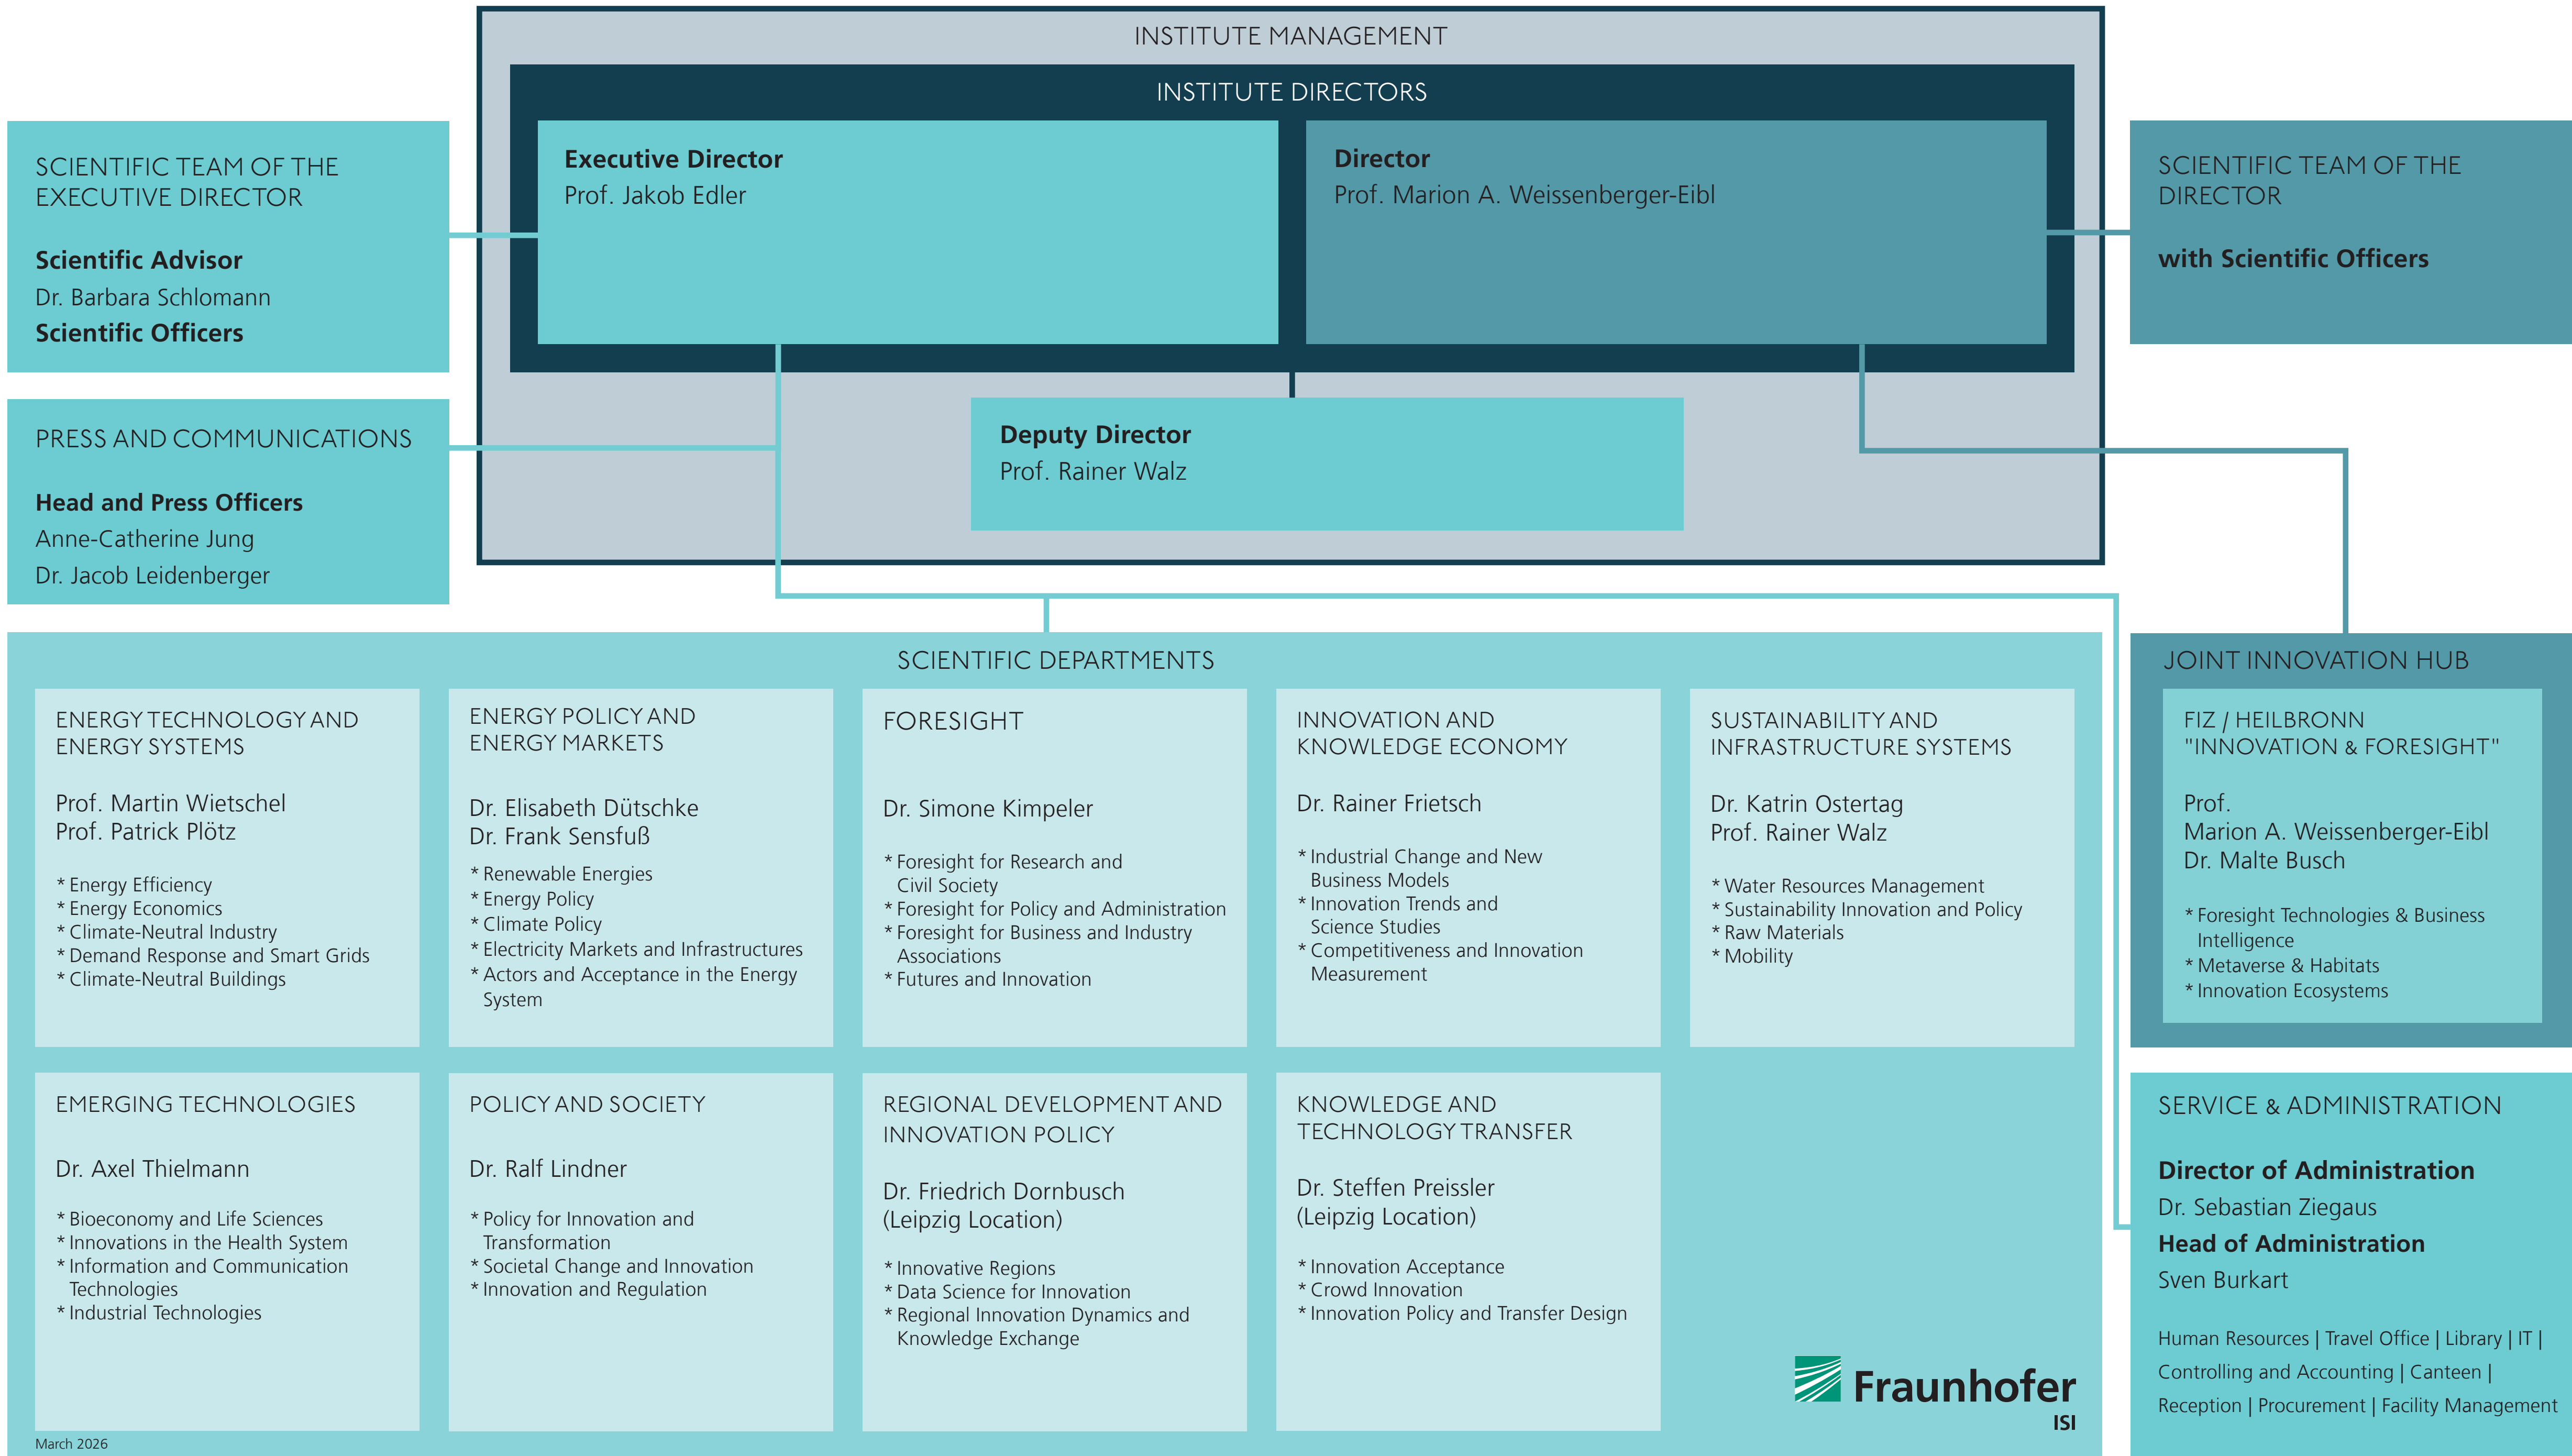 INSTITUTE MANAGEMENT
INSTITUTE DIRECTORS
Executive Director
Prof. Jakob Edler
Director
Prof. Marion A. Weissenberger-Eibl
Deputy Director
Prof. Rainer Walz
SCIENTIFIC TEAM OF THE
EXECUTIVE DIRECTOR
Scientific Advisor
Dr. Barbara Schlomann
Scientific Officers
PRESS AND COMMUNICATIONS
Head and Press Officers
Anne-Catherine Jung
Dr. Jacob Leidenberger
SCIENTIFIC TEAM OF THE
DIRECTOR
with Scientific Officers
SCIENTIFIC DEPARTMENTS
ENERGY TECHNOLOGY AND
ENERGY SYSTEMS
Prof. Martin Wietschel
Prof. Patrick Plötz
* Energy Efficiency
* Energy Economics
* Climate-Neutral Industry
* Demand Response and Smart Grids
* Climate-Neutral Buildings
ENERGY POLICY AND
ENERGY MARKETS
Dr. Elisabeth Dütschke
Dr. Frank Sensfuß
* Renewable Energies
* Energy Policy
* Climate Policy
* Electricity Markets and Infrastructures
* Actors and Acceptance in the Energy
System
FORESIGHT
Dr. Simone Kimpeler
* Foresight for Research and
Civil Society
* Foresight for Policy and Administration
* Foresight for Business and Industry
Associations
* Futures and Innovation
INNOVATION AND
KNOWLEDGE ECONOMY
Dr. Rainer Frietsch
* Industrial Change and New
Business Models
* Innovation Trends and
Science Studies
* Competitiveness and Innovation
Measurement
SUSTAINABILITY AND
INFRASTRUCTURE SYSTEMS
Dr. Katrin Ostertag
Prof. Rainer Walz
* Water Resources Management
* Sustainability Innovation and Policy
* Raw Materials
* Mobility
EMERGING TECHNOLOGIES
Dr. Axel Thielmann
* Bioeconomy and Life Sciences
* Innovations in the Health System
* Information and Communication
Technologies
* Industrial Technologies
POLICY AND SOCIETY
Dr. Ralf Lindner
* Policy for Innovation and
Transformation
* Societal Change and Innovation
* Innovation and Regulation
REGIONAL DEVELOPMENT AND
INNOVATION POLICY
Dr. Friedrich Dornbusch
(Leipzig Location)
* Innovative Regions
* Data Science for Innovation
* Regional Innovation Dynamics and
Knowledge Exchange
KNOWLEDGE AND
TECHNOLOGY TRANSFER
Dr. Steffen Preissler
(Leipzig Location)
* Innovation Acceptance
* Crowd Innovation
* Innovation Policy and Transfer Design
JOINT INNOVATION HUB
FIZ / HEILBRONN
"INNOVATION & FORESIGHT"
Prof.
Marion A. Weissenberger-Eibl
Dr. Malte Busch
* Foresight Technologies & Business
Intelligence
* Metaverse & Habitats
* Innovation Ecosystems
SERVICE & ADMINISTRATION
Director of Administration
Dr. Sebastian Ziegaus
Head of Administration
Sven Burkart
Human Resources | Travel Office | Library | IT |
Controlling and Accounting | Canteen |
Reception | Procurement | Facility Management
Fraunhofer
ISI
March 2026